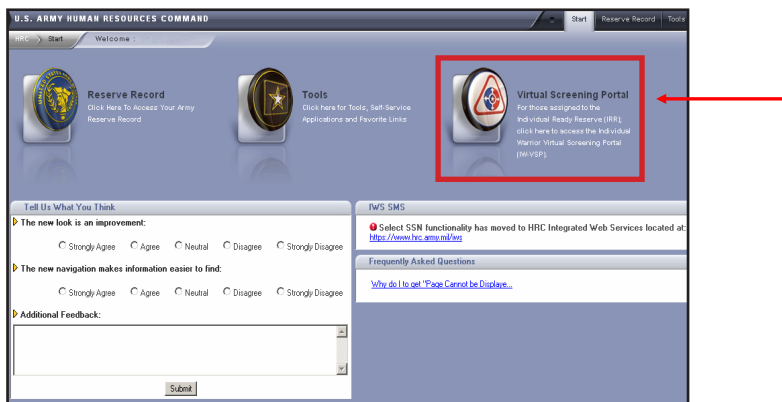 U.S. ARMY HUMAN RESOURCES COMMAND
Start Reserve Record Tools
HRC Start Welcome :
Reserve Record
Click Here To Access Your Army
Reserve Record
Tools
Click here for Tools, Self-Service
Applications and Favorite Links
Virtual Screening Portal
For those assigned to the
Individual Ready Reserve (IRR),
click here to access the Individual
Warrior Virtual Screening Portal
(IW-VSP).
Tell Us What You Think
The new look is an improvement:
Strongly Agree Agree Neutral Disagree Strongly Disagree
The new navigation makes information easier to find:
Strongly Agree Agree Neutral Disagree Strongly Disagree
Additional Feedback:
Submit
IWS SMS
Select SSN functionality has moved to HRC Integrated Web Services located at:
https://www.hrc.army.mil/iws
Frequently Asked Questions
Why do I to get "Page Cannot be Displaye...